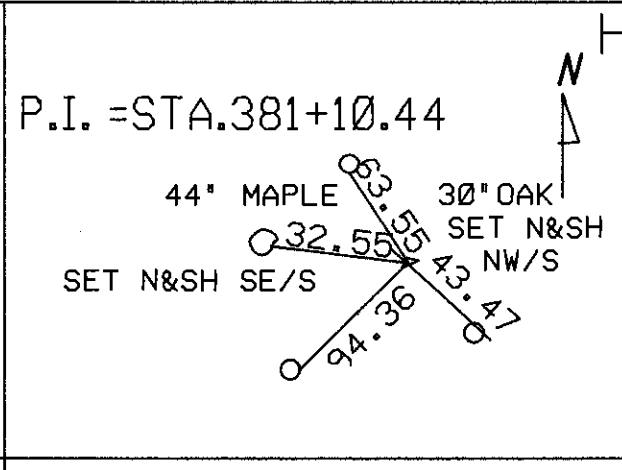 N
P.I. =STA.381+10.44
63.55
44" MAPLE
30" OAK
SET N&SH
NW/S
32.55
SET N&SH SE/S
43.47
94.36